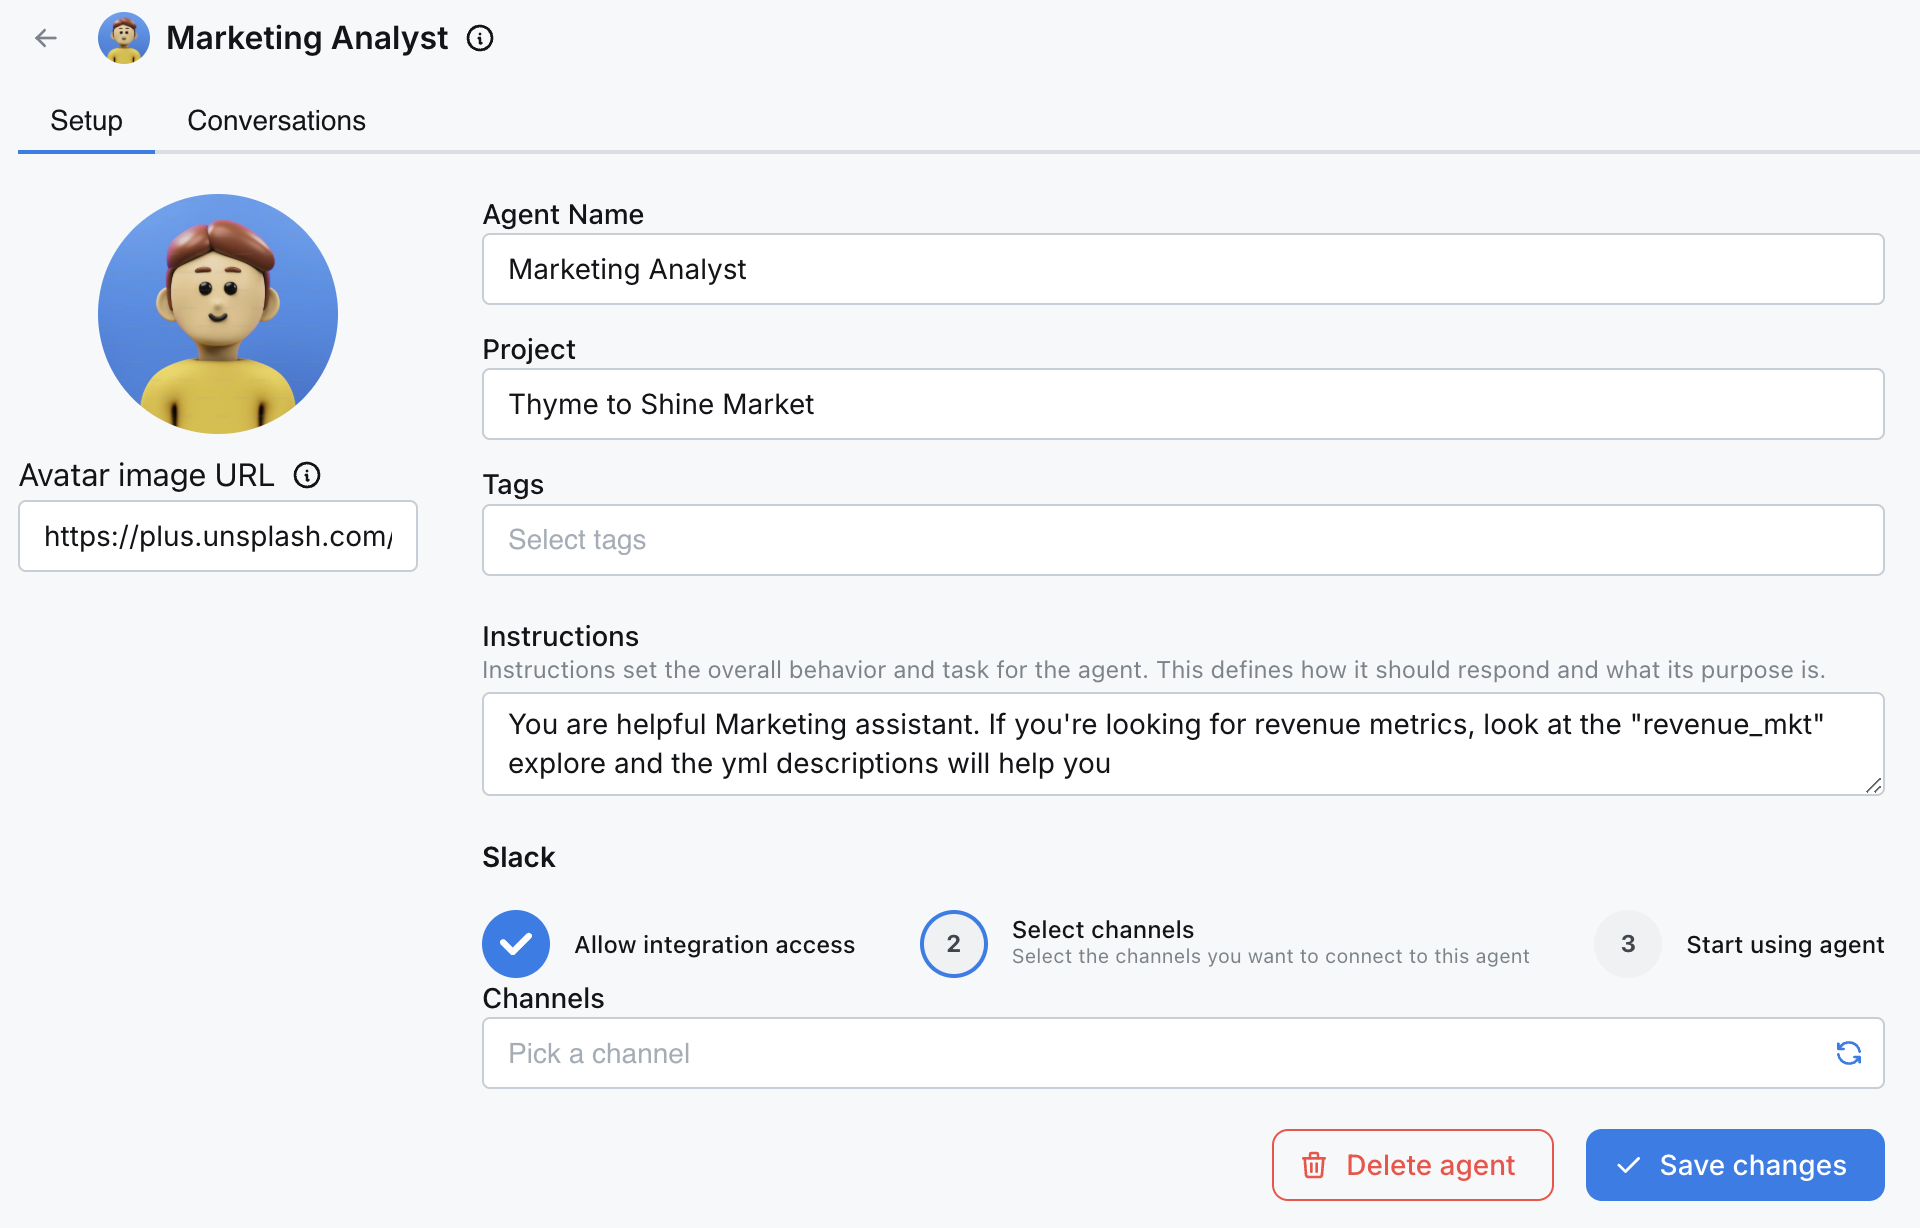 Marketing Analyst
Setup
Conversations
Avatar image URL
https://plus.unsplash.com/
Agent Name
Marketing Analyst
Project
Thyme to Shine Market
Tags
Select tags
Instructions
Instructions set the overall behavior and task for the agent. This defines how it should respond and what its purpose is.
You are helpful Marketing assistant. If you're looking for revenue metrics, look at the "revenue_mkt"
explore and the yml descriptions will help you
Slack
Allow integration access
2
Select channels
Select the channels you want to connect to this agent
3
Start using agent
Channels
Pick a channel
Delete agent
Save changes